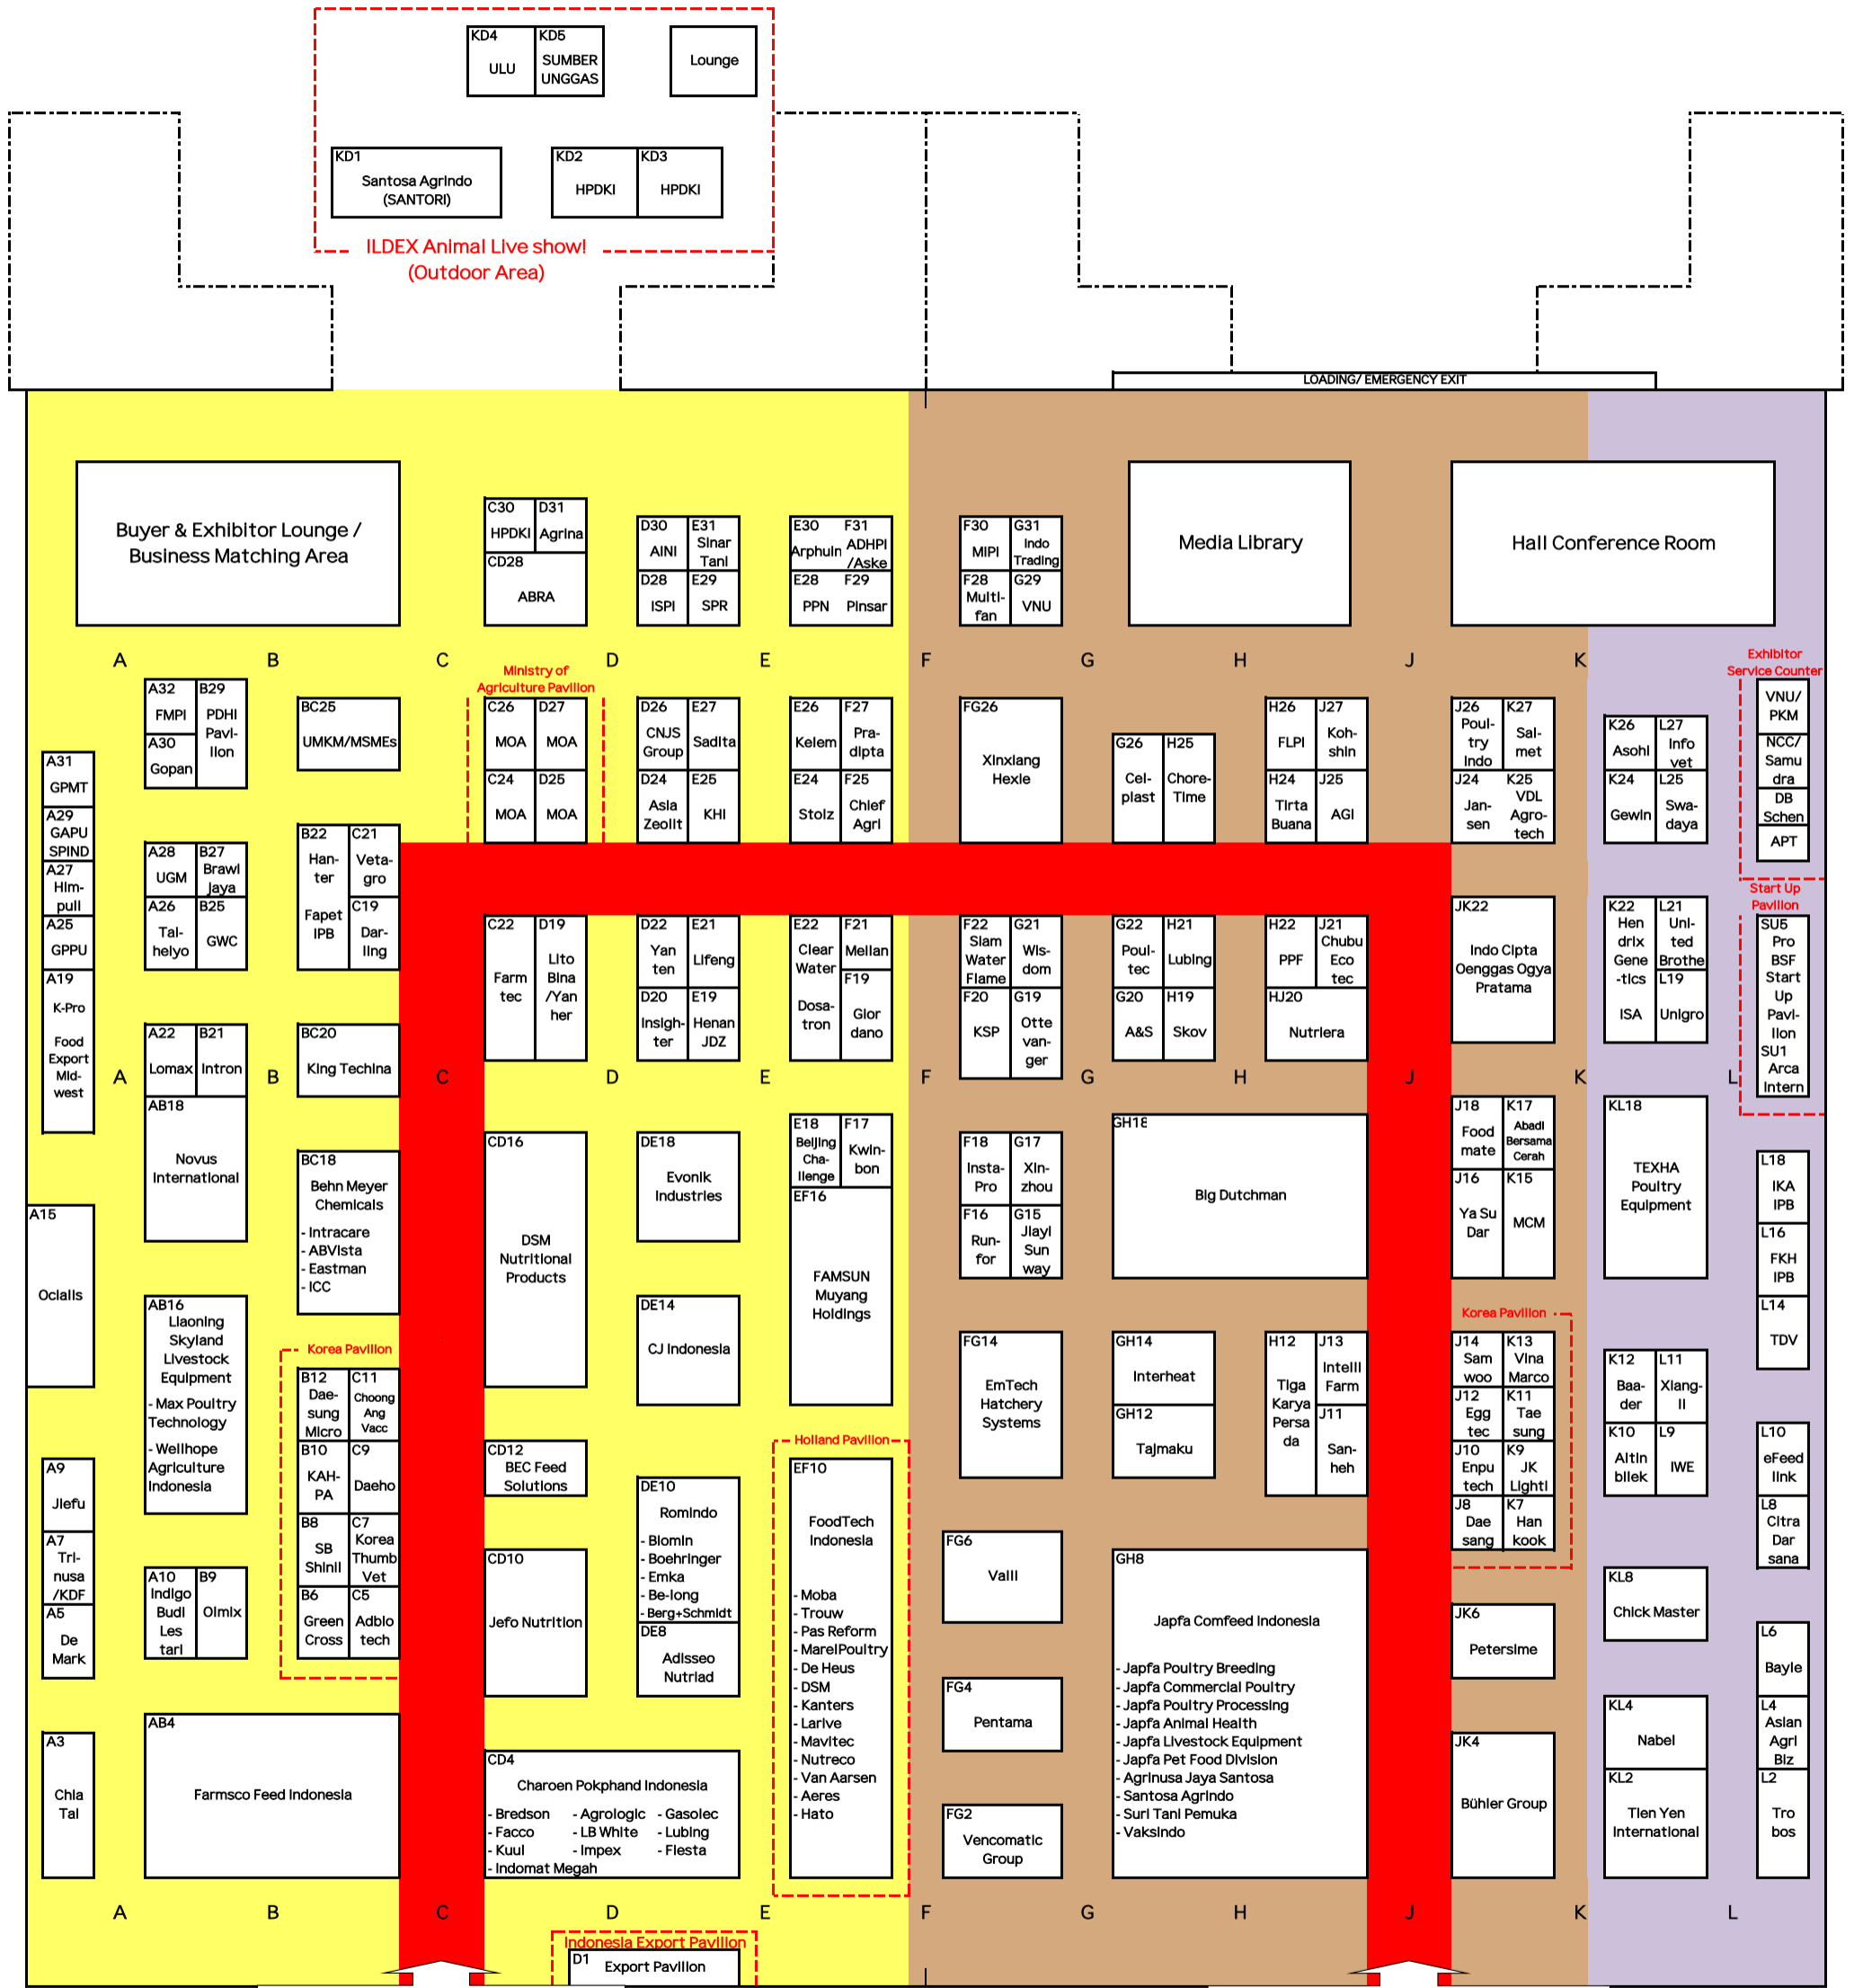 KD4
ULU
KD5
SUMBER
UNGGAS
Lounge
KD1
Santosa Agrindo
(SANTORI)
KD2
HPDKI
KD3
HPDKI
ILDEX Animal Live show!
(Outdoor Area)
LOADING/ EMERGENCY EXIT
Buyer & Exhibitor Lounge /
Business Matching Area
C30
HPDKI
D31
Agrina
CD28
ABRA
D30
AINI
E31
Sinar
Tani
D28
ISPI
E29
SPR
E30
Arphuin
F31
ADHPI
/Aske
E28
PPN
F29
Pinsar
F30
MIPI
G31
Indo
Trading
F28
Multi-
fan
G29
VNU
Media Library
Hall Conference Room
A
B
C
D
E
F
G
H
J
K
Ministry of
Agriculture Pavilion
Exhibitor
Service Counter
A32
FMPI
B29
PDHI
Pavi-
lion
A30
Gopan
BC25
UMKM/MSMEs
C26
MOA
D27
MOA
C24
MOA
D25
MOA
D26
CNJS
Group
E27
Sadita
D24
Asia
Zeolit
E25
KHI
E26
Kelem
F27
Pra-
dipta
E24
Stolz
F25
Chief
Agri
FG26
Xinxiang
Hexie
G26
Cel-
plast
H25
Chore-
Time
H26
FLPI
J27
Koh-
shin
H24
Tirta
Buana
J25
AGI
J26
Poul-
try
Indo
K27
Sal-
met
J24
Jan-
sen
K25
VDL
Agro-
tech
K26
Asohi
L27
Info
vet
K24
Gewin
L25
Swa-
daya
VNU/
PKM
NCC/
Samu
dra
DB
Schen
APT
A31
GPMT
A29
GAPU
SPIND
A27
Him-
puli
A25
GPPU
A19
K-Pro
Food
Export
Mid-
west
A28
UGM
B27
Brawi
jaya
A26
Tai-
helyo
B25
GWC
B22
Han-
ter
Fapet
IPB
C21
Veta-
gro
C19
Dar-
ling
C22
Farm
tec
D19
Lito
Bina
/Yan
her
D22
Yan
ten
E21
Lifeng
D20
Insigh-
ter
E19
Henan
JDZ
E22
Clear
Water
Dosa-
tron
F21
Meilan
F19
Gior
dano
F22
Siam
Water
Flame
G21
Wis-
dom
F20
KSP
G19
Otte
van-
ger
G22
Poul-
tec
H21
Lubing
G20
A&S
H19
Skov
H22
PPF
J21
Chubu
Eco
tec
HJ20
Nutriera
JK22
Indo Cipta
Oenggas Ogya
Pratama
K22
Hen
drix
Gene
-tics
ISA
L21
Uni-
ted
Brothe
L19
Unigro
Start Up
Pavilion
SU5
Pro
BSF
Start
Up
Pavi-
lion
SU1
Arca
Intern
A22
Lomax
B21
Intron
BC20
King Techina
A
B
C
D
E
F
G
H
J
K
L
AB18
Novus
International
BC18
Behn Meyer
Chemicals
- Intracare
- ABVista
- Eastman
- ICC
CD16
DSM
Nutritional
Products
DE18
Evonik
Industries
E18
Beijing
Cha-
llenge
F17
Kwin-
bon
EF16
FAMSUN
Muyang
Holdings
F18
Insta-
Pro
G17
Xin-
zhou
F16
Run-
for
G15
Jiayi
Sun
way
GH18
Big Dutchman
J18
Food
mate
K17
Abadi
Bersama
Cerah
J16
Ya Su
Dar
K15
MCM
KL18
TEXHA
Poultry
Equipment
L18
IKA
IPB
L16
FKH
IPB
L14
TDV
A15
Ocialis
AB16
Liaoning
Skyland
Livestock
Equipment
- Max Poultry
Technology
- Wellhope
Agriculture
Indonesia
Korea Pavilion
B12
Dae-
sung
Micro
C11
Choong
Ang
Vacc
B10
KAH-
PA
C9
Daeho
B8
SB
Shinil
C7
Korea
Thumb
Vet
B6
Green
Cross
C5
Adbio
tech
DE14
CJ Indonesia
CD12
BEC Feed
Solutions
CD10
Jefo Nutrition
DE10
Romindo
- Biomin
- Boehringer
- Emka
- Be-long
- Berg+Schmidt
DE8
Adisseo
Nutriad
Holland Pavilion
EF10
FoodTech
Indonesia
- Moba
- Trouw
- Pas Reform
- MarelPoultry
- De Heus
- DSM
- Kanters
- Larive
- Mavitec
- Nutreco
- Van Aarsen
- Aeres
- Hato
FG14
EmTech
Hatchery
Systems
GH14
Interheat
GH12
Tajmaku
H12
Tiga
Karya
Persa
da
J13
Intelli
Farm
J11
San-
heh
Korea Pavilion
J14
Sam
woo
K13
Vina
Marco
J12
Egg
tec
K11
Tae
sung
J10
Enpu
tech
K9
JK
Lighti
J8
Dae
sang
K7
Han
kook
K12
Baa-
der
L11
Xiang-
li
K10
Altin
bilek
L9
IWE
L10
eFeed
link
L8
Citra
Dar
sana
A9
Jiefu
A7
Tri-
nusa
/KDF
A5
De
Mark
A10
Indigo
Budi
Les
tari
B9
Olmix
FG6
Valli
FG4
Pentama
FG2
Vencomatic
Group
GH8
Japfa Comfeed Indonesia
- Japfa Poultry Breeding
- Japfa Commercial Poultry
- Japfa Poultry Processing
- Japfa Animal Health
- Japfa Livestock Equipment
- Japfa Pet Food Division
- Agrinusa Jaya Santosa
- Santosa Agrindo
- Suri Tani Pemuka
- Vaksindo
KL8
Chick Master
JK6
Petersime
JK4
Bühler Group
KL4
Nabel
KL2
Tien Yen
International
L6
Bayle
L4
Asian
Agri
Biz
L2
Tro
bos
A3
Chia
Tai
AB4
Farmsco Feed Indonesia
CD4
Charoen Pokphand Indonesia
- Bredson - Agrologic - Gasolec
- Facco - LB White - Lubing
- Kuul - Impex - Fiesta
- Indomat Megah
A
B
C
D
E
F
G
H
J
K
L
Indonesia Export Pavilion
D1
Export Pavilion